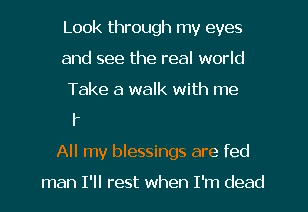 Look through my eyes
and see the real world
Take a walk with me
All my blessings are fed
man I'll rest when I'm dead